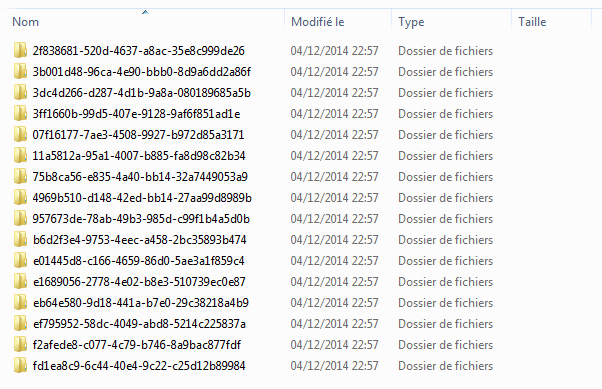 Nom Modifié le Type Taille
2f838681-520d-4637-a8ac-35e8c999de26 04/12/2014 22:57 Dossier de fichiers
3b001d48-96ca-4e90-bbb0-8d9a6dd2a86f 04/12/2014 22:57 Dossier de fichiers
3dc4d266-d287-4d1b-9a8a-080189685a5b 04/12/2014 22:57 Dossier de fichiers
3ff1660b-99d5-407e-9128-9af6f851ad1e 04/12/2014 22:57 Dossier de fichiers
07f16177-7ae3-4508-9927-b972d85a3171 04/12/2014 22:57 Dossier de fichiers
11a5812a-95a1-4007-b885-fa8d98c82b34 04/12/2014 22:57 Dossier de fichiers
75b8ca56-e835-4a40-bb14-32a7449053a9 04/12/2014 22:57 Dossier de fichiers
4969b510-d148-42ed-bb14-27aa99d8989b 04/12/2014 22:57 Dossier de fichiers
957673de-78ab-49b3-985d-c99f1b4a5d0b 04/12/2014 22:57 Dossier de fichiers
b6d2f3e4-9753-4eec-a458-2bc35893b474 04/12/2014 22:57 Dossier de fichiers
e01445d8-c166-4659-86d0-5ae3a1f859c4 04/12/2014 22:57 Dossier de fichiers
e1689056-2778-4e02-b8e3-510739ec0e87 04/12/2014 22:57 Dossier de fichiers
eb64e580-9d18-441a-b7e0-29c38218a4b9 04/12/2014 22:57 Dossier de fichiers
ef795952-58dc-4049-abd8-5214c225837a 04/12/2014 22:57 Dossier de fichiers
f2afede8-c077-4c79-b746-8a9bac877fdf 04/12/2014 22:57 Dossier de fichiers
fd1ea8c9-6c44-40e4-9c22-c25d12b89984 04/12/2014 22:57 Dossier de fichiers